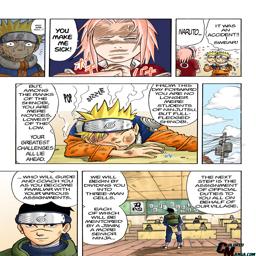 IT WAS
AN
ACCIDENT!
I
SWEAR!
NARUTO...
YOU
MAKE
ME
SICK!
FROM THIS
DAY FORWARD
YOU ARE NO
LONGER
MERE
STUDENTS
OF NINJUTSU
BUT FULL-
FLEDGED
SHINOBI.
BUT,
AMONG
THE RANKS
OF THE
SHINOBI,
YOU ARE
MERE
NOVICES,
LOWEST
OF THE
LOW.
YOUR
GREATEST
CHALLENGES
ALL LIE
AHEAD.
THE NEXT
STEP IS THE
ASSIGNMENT
OF OFFICIAL
DUTIES TO
YOU ALL ON
BEHALF OF
OUR VILLAGE.
WE WILL
BEGIN BY
DIVIDING YOU
INTO
THREE-MAN
CELLS.
EACH
OF WHICH
WILL BE
MENTORED
BY A JONIN,
A MORE
SENIOR
NINJA...
...WHO WILL GUIDE
AND COACH YOU
AS YOU BECOME
FAMILIAR WITH
YOUR VARIOUS
ASSIGNMENTS.